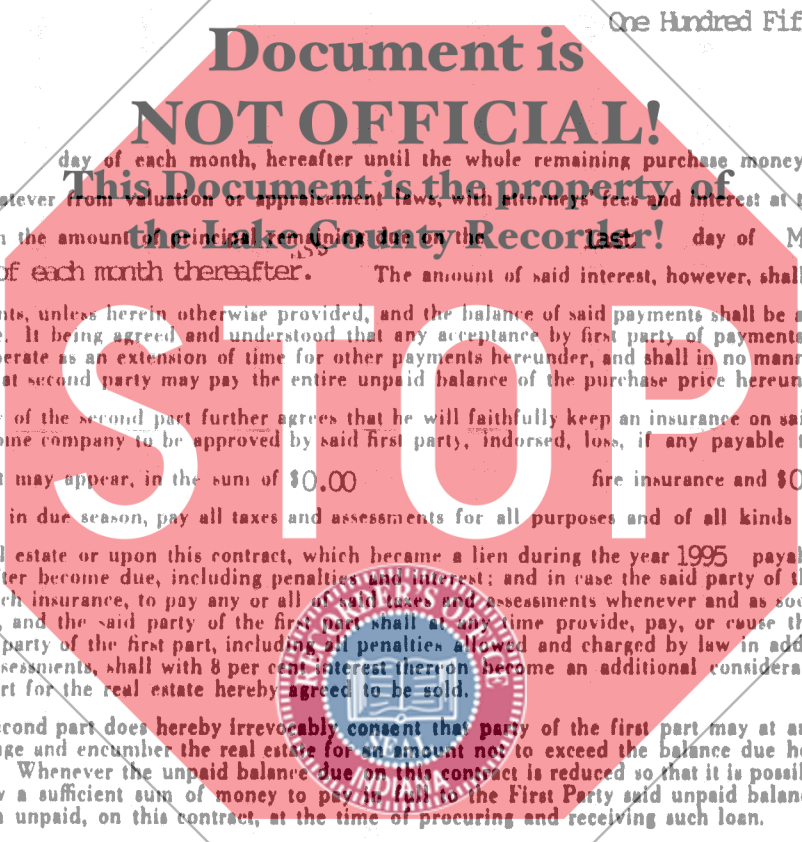 One Hundred Fif
Document is
NOT OFFICIAL!
day of each month, hereafter until the whole remaining purchase money
This Document is the property of
atever from valuation or appraisement laws, with attorneys' fees and interest at t
the Lake County Recorder!
n the amount of principal remaining due on the last day of M
of each month thereafter. The amount of said interest, however, shall
nts, unless herein otherwise provided, and the balance of said payments shall be a
e. It being agreed and understood that any acceptance by first party of payments
perate as an extension of time for other payments hereunder, and shall in no mann
at second party may pay the entire unpaid balance of the purchase price hereun
STOP
y of the second part further agrees that he will faithfully keep an insurance on sai
ome company to be approved by said first party, indorsed, loss, if any payable t
t may appear, in the sum of $0.00 fire insurance and $0
in due season, pay all taxes and assessments for all purposes and of all kinds
l estate or upon this contract, which became a lien during the year 1995 payab
ter become due, including penalties and interest; and in case the said party of th
ch insurance, to pay any or all of said taxes and assessments whenever and as soo
, and the said party of the first part shall at any time provide, pay, or cause th
party of the first part, including all penalties allowed and charged by law in add
sessments, shall with 8 per cent interest thereon become an additional considera
rt for the real estate hereby agreed to be sold.
RECORDER'S OFFICE
INDIANA
econd part does hereby irrevocably consent that party of the first part may at an
age and encumber the real estate for an amount not to exceed the balance due he
Whenever the unpaid balance due on this contract is reduced so that it is possib
w a sufficient sum of money to pay in full to the First Party said unpaid balanc
n unpaid, on this contract, at the time of procuring and receiving such loan.